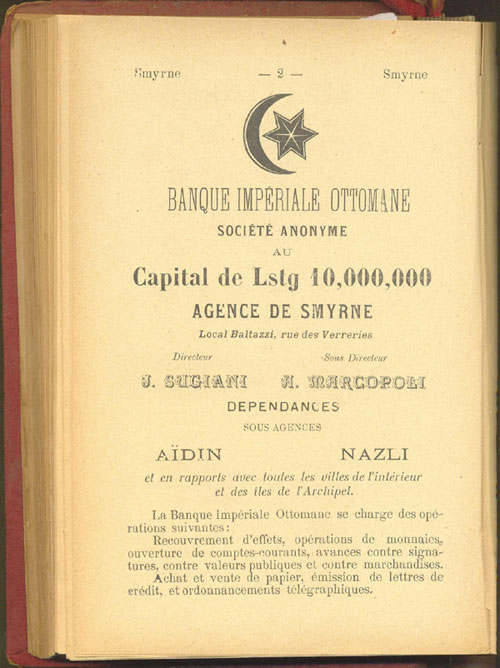 Smyrne — 2 — Smyrne
BANQUE IMPÉRIALE OTTOMANE
SOCIÉTÉ ANONYME
AU
Capital de Lstg 10,000,000
AGENCE DE SMYRNE
Local Baltazzi, rue des Verreries
Directeur Sous Directeur
J. SUGIANI A. MARCOPOLI
DEPENDANCES
SOUS AGENCES
AÏDIN NAZLI
et en rapports avec toutes les villes de l'intérieur
et des îles de l'Archipel.
La Banque Impériale Ottomane se charge des opé-
rations suivantes:
Recouvrement d'effets, opérations de monnaies,
ouverture de comptes-courants, avances contre signa-
tures, contre valeurs publiques et contre marchandises.
Achat et vente de papier, émission de lettres de
crédit, et ordonnancements télégraphiques.